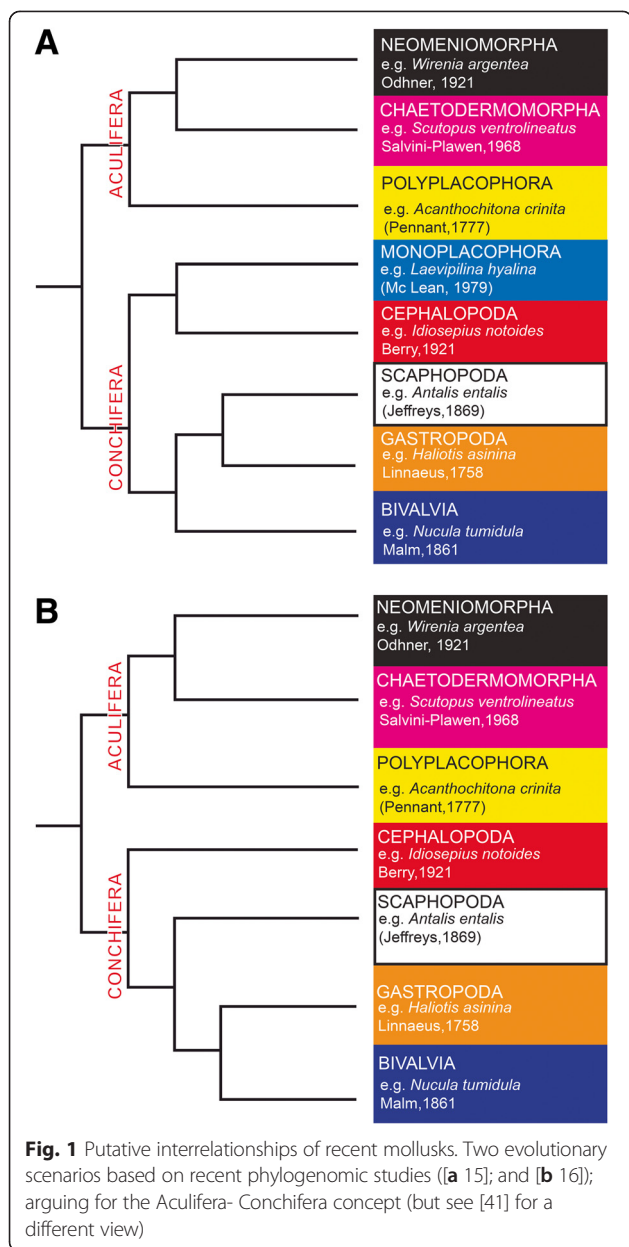 A
ACULIFERA
CONCHIFERA
NEOMENIOMORPHA
e.g. Wirenia argentea
Odhner, 1921
CHAETODERMOMORPHA
e.g. Scutopus ventrolineatus
Salvini-Plawen,1968
POLYPLACOPHORA
e.g. Acanthochitona crinita
(Pennant,1777)
MONOPLACOPHORA
e.g. Laevipilina hyalina
(Mc Lean, 1979)
CEPHALOPODA
e.g. Idiosepius notoides
Berry,1921
SCAPHOPODA
e.g. Antalis entalis
(Jeffreys,1869)
GASTROPODA
e.g. Haliotis asinina
Linnaeus,1758
BIVALVIA
e.g. Nucula tumidula
Malm,1861
B
ACULIFERA
CONCHIFERA
NEOMENIOMORPHA
e.g. Wirenia argentea
Odhner, 1921
CHAETODERMOMORPHA
e.g. Scutopus ventrolineatus
Salvini-Plawen,1968
POLYPLACOPHORA
e.g. Acanthochitona crinita
(Pennant,1777)
CEPHALOPODA
e.g. Idiosepius notoides
Berry,1921
SCAPHOPODA
e.g. Antalis entalis
(Jeffreys,1869)
GASTROPODA
e.g. Haliotis asinina
Linnaeus,1758
BIVALVIA
e.g. Nucula tumidula
Malm,1861
Fig. 1 Putative interrelationships of recent mollusks. Two evolutionary
scenarios based on recent phylogenomic studies ([a 15]; and [b 16]);
arguing for the Aculifera- Conchifera concept (but see [41] for a
different view)